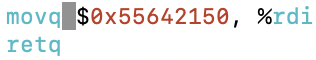 movq $0x55642150, %rdi
retq